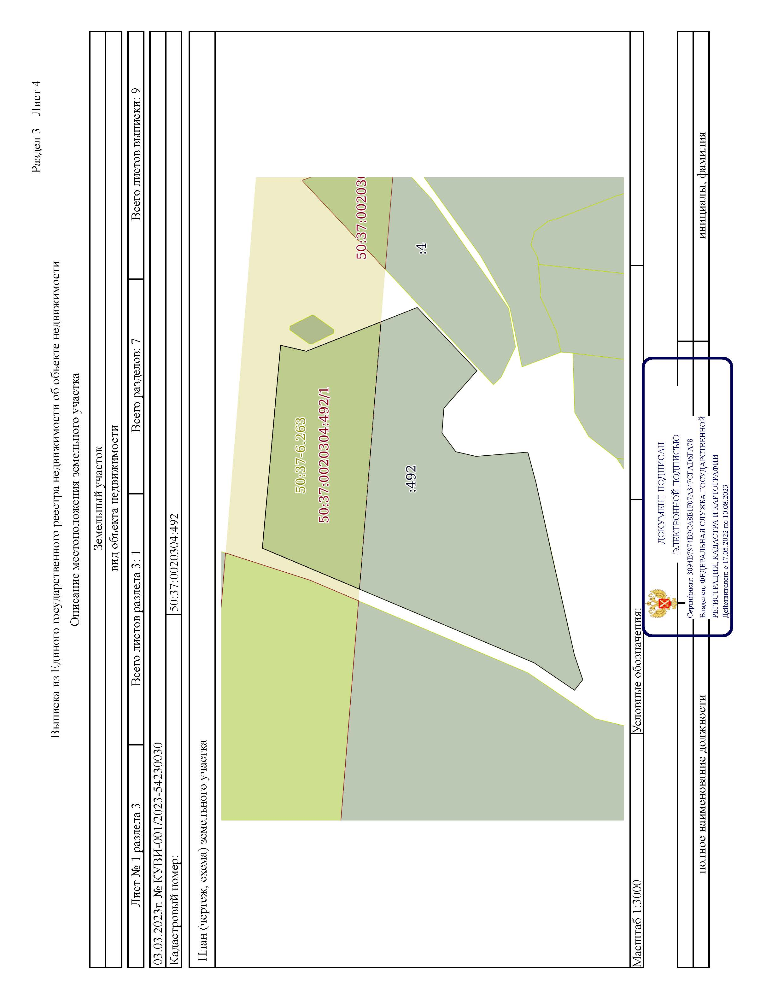 Раздел 3 Лист 4
Выписка из Единого государственного реестра недвижимости об объекте недвижимости
Описание местоположения земельного участка
Земельный участок
вид объекта недвижимости
Лист № 1 раздела 3 Всего листов раздела 3: 1 Всего разделов: 7 Всего листов выписки: 9
03.03.2023г. № КУВИ-001/2023-54230030
Кадастровый номер: 50:37:0020304:492
План (чертеж, схема) земельного участка
50:37-6.263
50:37:0020304:492/1
50:37:002030
:492
:4
Масштаб 1:3000 Условные обозначения:
ДОКУМЕНТ ПОДПИСАН
ЭЛЕКТРОННОЙ ПОДПИСЬЮ
Сертификат: 3094B7974B3CA8E1F07A347CFAD6FA78
Владелец: ФЕДЕРАЛЬНАЯ СЛУЖБА ГОСУДАРСТВЕННОЙ
РЕГИСТРАЦИИ, КАДАСТРА И КАРТОГРАФИИ
Действителен: с 17.05.2022 по 10.08.2023
полное наименование должности инициалы, фамилия